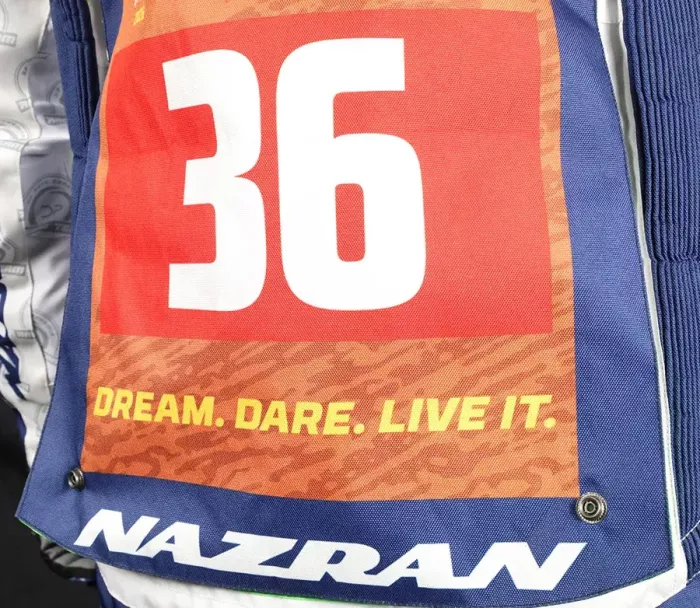 36
DREAM. DARE. LIVE IT.
NAZRAN